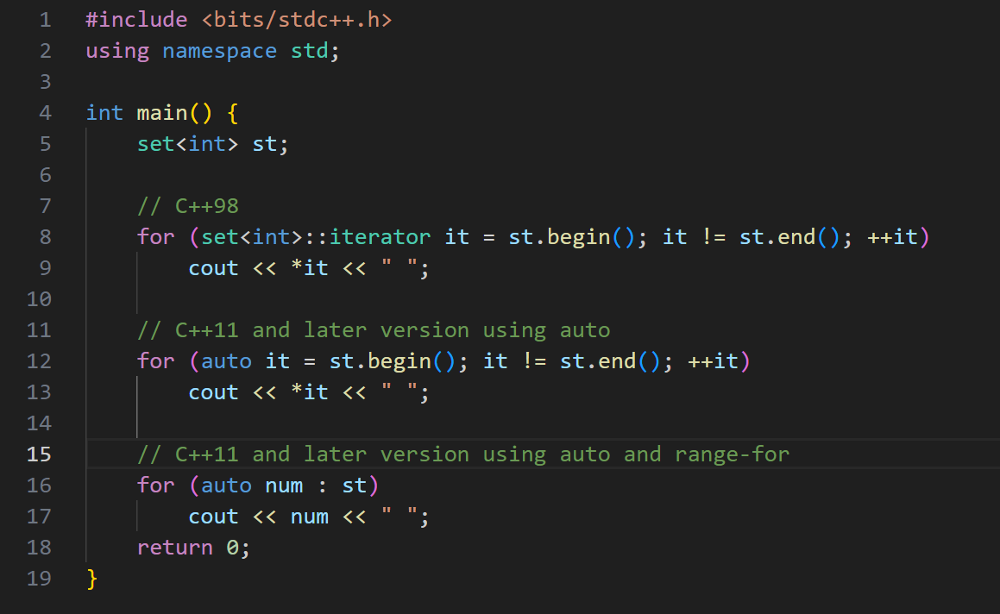 1 #include <bits/stdc++.h>
2 using namespace std;
3
4 int main() {
5     set<int> st;
6
7     // C++98
8     for (set<int>::iterator it = st.begin(); it != st.end(); ++it)
9         cout << *it << " ";
10
11     // C++11 and later version using auto
12     for (auto it = st.begin(); it != st.end(); ++it)
13         cout << *it << " ";
14
15     // C++11 and later version using auto and range-for
16     for (auto num : st)
17         cout << num << " ";
18     return 0;
19 }